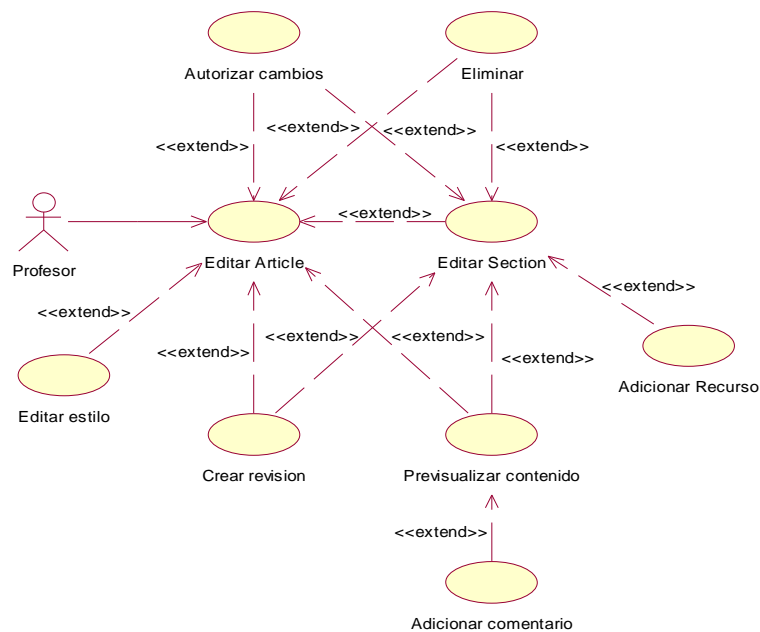 Autorizar cambios
Eliminar
<<extend>>
<<extend>>
<<extend>>
<<extend>>
<<extend>>
Profesor
Editar Article
Editar Section
<<extend>>
<<extend>>
<<extend>>
<<extend>>
<<extend>>
<<extend>>
Editar estilo
Adicionar Recurso
Crear revision
Previsualizar contenido
<<extend>>
Adicionar comentario